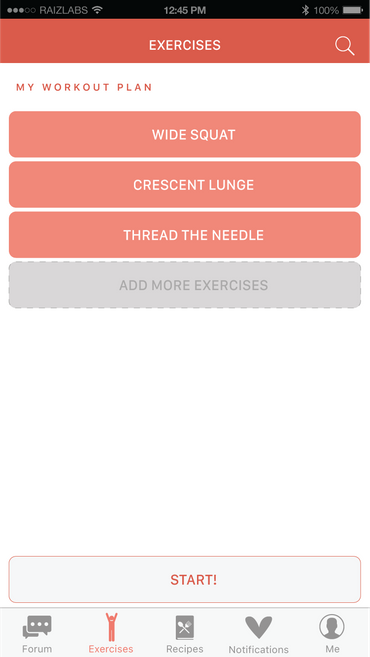 RAIZLABS 12:45 PM 100%
EXERCISES
MY WORKOUT PLAN
WIDE SQUAT
CRESCENT LUNGE
THREAD THE NEEDLE
ADD MORE EXERCISES
START!
Forum Exercises Recipes Notifications Me